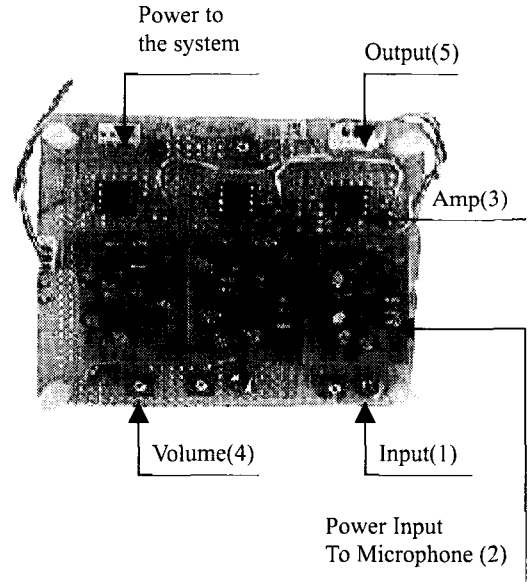 Power to
the system
Output(5)
Amp(3)
Volume(4)
Input(1)
Power Input
To Microphone (2)